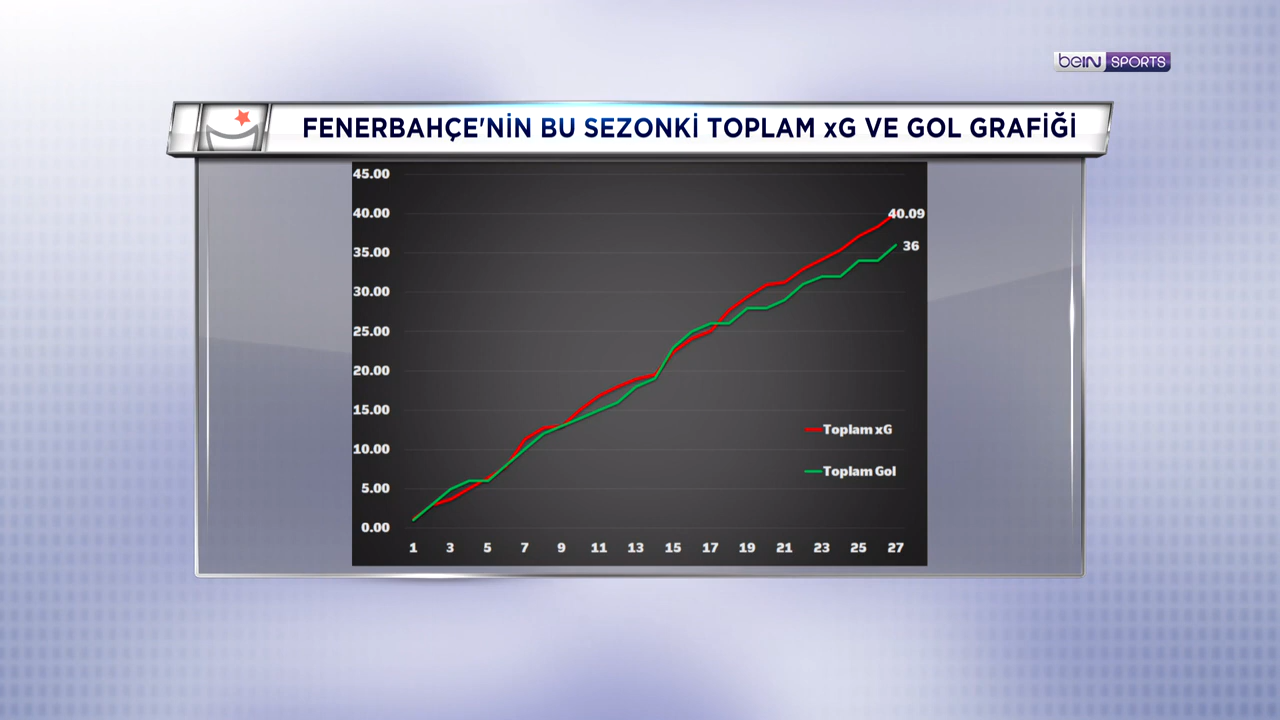 beIN SPORTS
FENERBAHÇE'NİN BU SEZONKİ TOPLAM xG VE GOL GRAFİĞİ
45.00
40.00
40.09
36
35.00
30.00
25.00
20.00
15.00
Toplam xG
10.00
Toplam Gol
5.00
0.00
1 3 5 7 9 11 13 15 17 19 21 23 25 27